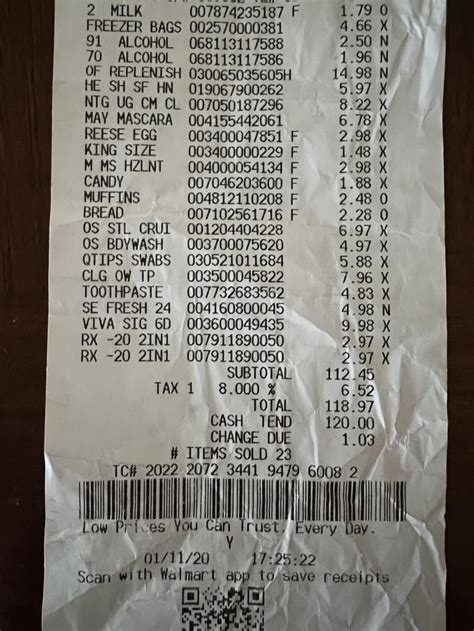 2 MILK 007874235187 F 1.79 O
FREEZER BAGS 002570000381 4.66 X
91 ALCOHOL 068113117588 2.50 N
70 ALCOHOL 068113117586 1.96 N
OF REPLENISH 030065035605H 14.98 N
HE SH SF HN 019067900262 5.97 X
NTG UG CM CL 007050187296 8.22 X
MAY MASCARA 004155442061 6.78 X
REESE EGG 003400047851 F 2.98 X
KING SIZE 003400000229 F 1.48 X
M MS HZLNT 004000054134 F 2.98 X
CANDY 007046203600 F 1.88 X
MUFFINS 004812110208 F 2.48 O
BREAD 007102561716 F 2.28 O
OS STL CRUI 001204404228 6.97 X
OS BDYWASH 003700075620 4.97 X
QTIPS SWABS 030521011684 5.88 X
CLG OW TP 003500045822 7.96 X
TOOTHPASTE 007732683562 4.83 X
SE FRESH 24 004160800045 4.98 N
VIVA SIG 6D 003600049435 9.98 X
RX -20 2IN1 007911890050 2.97 X
RX -20 2IN1 007911890050 2.97 X
SUBTOTAL 112.45
TAX 1 8.000 % 6.52
TOTAL 118.97
CASH TEND 120.00
CHANGE DUE 1.03
# ITEMS SOLD 23
TC# 2022 2072 3441 9479 6008 2
Low Prices You Can Trust. Every Day.
Y
01/11/20 17:25:22
Scan with Walmart app to save receipts